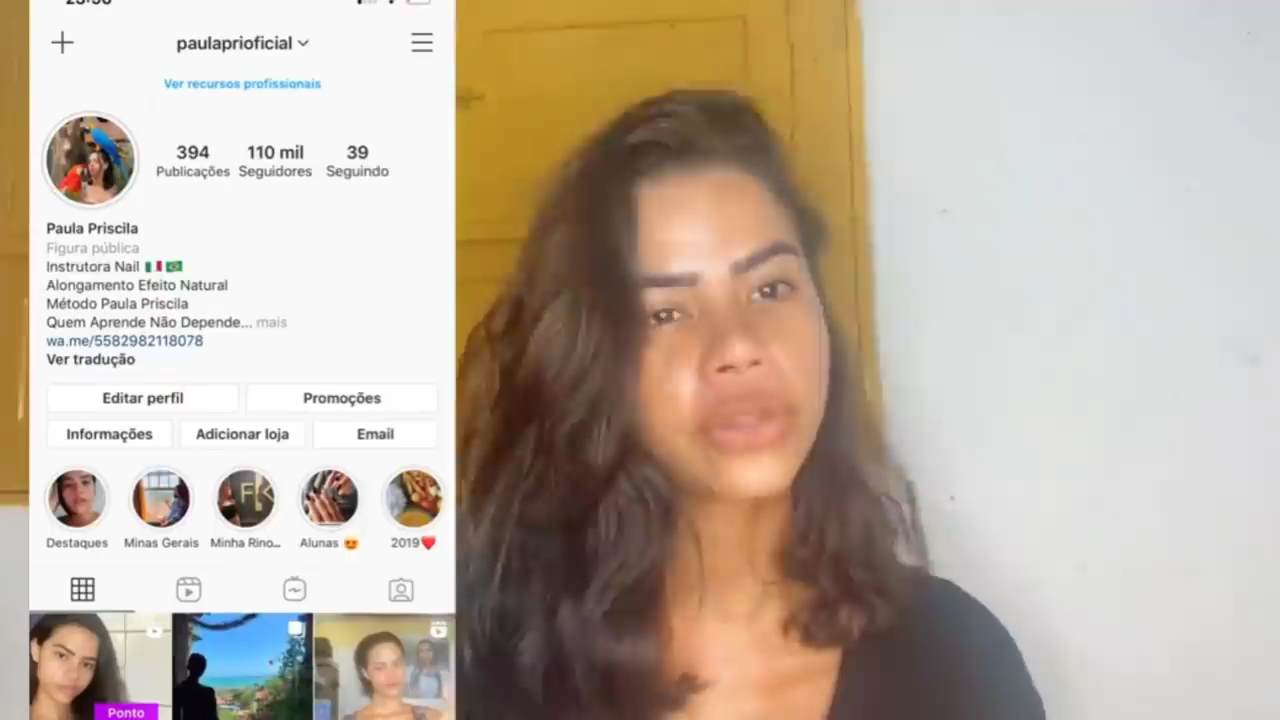 paulaprioficial
Ver recursos profissionais
394 110 mil 39
Publicações Seguidores Seguindo
Paula Priscila
Figura pública
Instrutora Nail 🇮🇹 🇧🇷
Alongamento Efeito Natural
Método Paula Priscila
Quem Aprende Não Depende... mais
wa.me/5582982118078
Ver tradução
Editar perfil Promoções
Informações Adicionar loja Email
Destaques Minas Gerais Minha Rino... Alunas 😍 2019❤️
Ponto